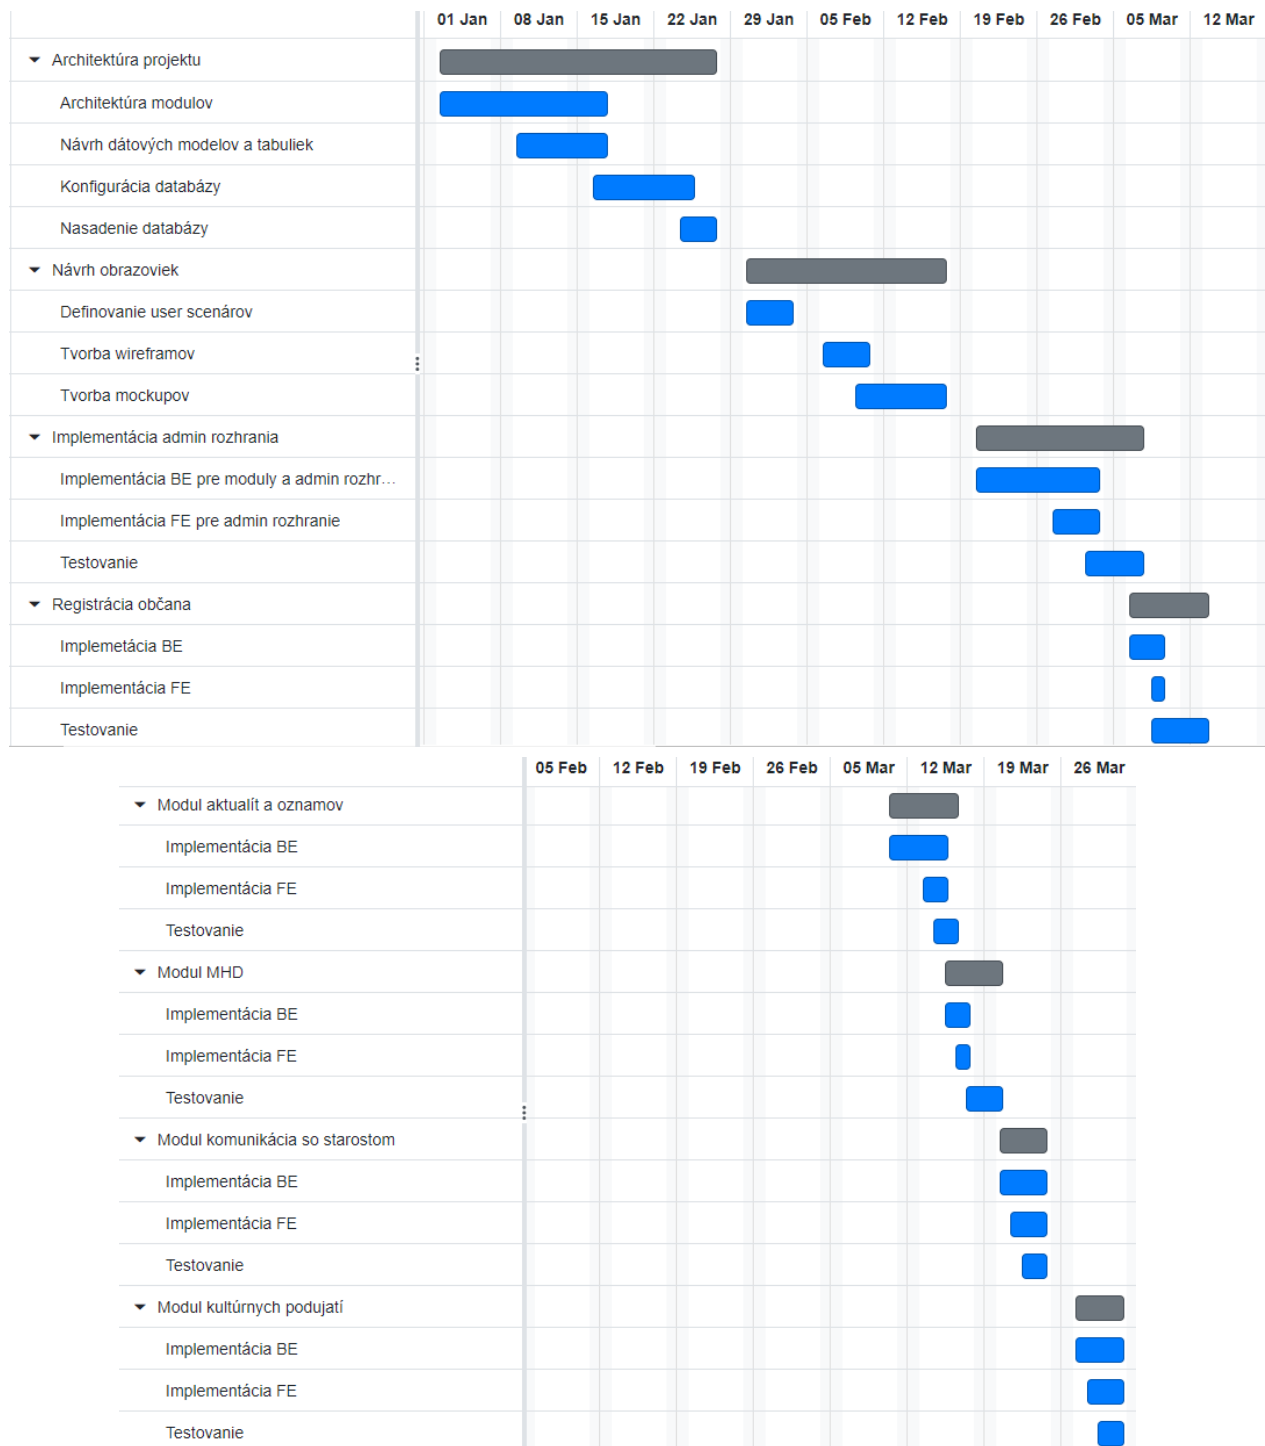 01 Jan 08 Jan 15 Jan 22 Jan 29 Jan 05 Feb 12 Feb 19 Feb 26 Feb 05 Mar 12 Mar
Architektúra projektu
Architektúra modulov
Návrh dátových modelov a tabuliek
Konfigurácia databázy
Nasadenie databázy
Návrh obrazoviek
Definovanie user scenárov
Tvorba wireframov
Tvorba mockupov
Implementácia admin rozhrania
Implementácia BE pre moduly a admin rozhr...
Implementácia FE pre admin rozhranie
Testovanie
Registrácia občana
Implemetácia BE
Implementácia FE
Testovanie
05 Feb 12 Feb 19 Feb 26 Feb 05 Mar 12 Mar 19 Mar 26 Mar
Modul aktualít a oznamov
Implementácia BE
Implementácia FE
Testovanie
Modul MHD
Implementácia BE
Implementácia FE
Testovanie
Modul komunikácia so starostom
Implementácia BE
Implementácia FE
Testovanie
Modul kultúrnych podujatí
Implementácia BE
Implementácia FE
Testovanie